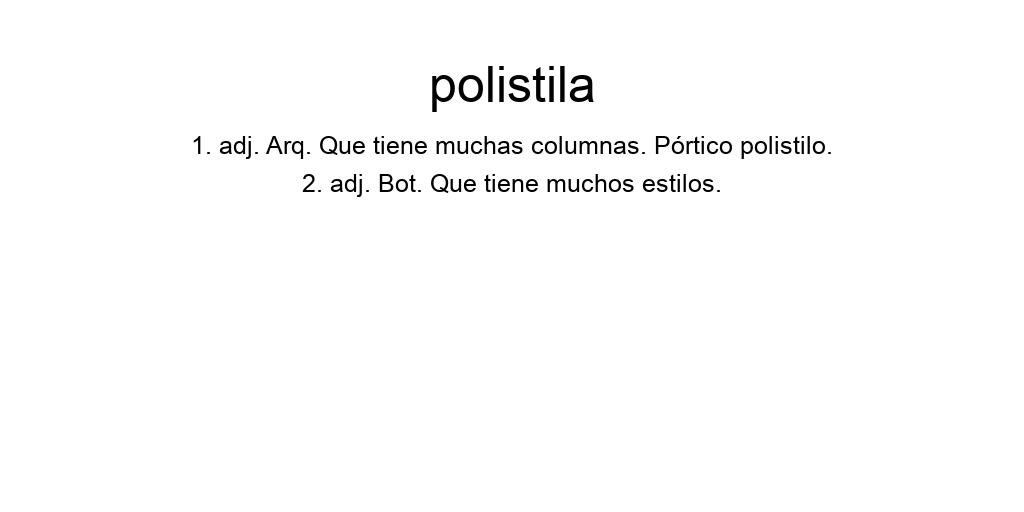 polistila
1. adj. Arq. Que tiene muchas columnas. Pórtico polistilo.
2. adj. Bot. Que tiene muchos estilos.